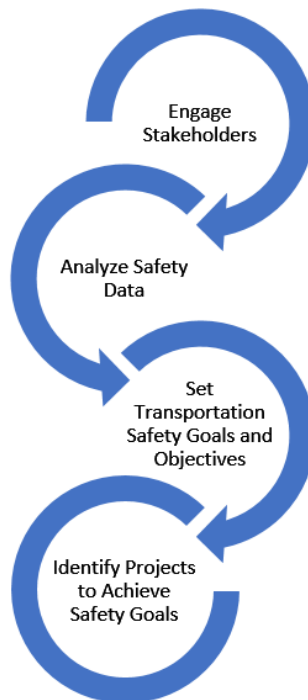 Engage
Stakeholders
Analyze Safety
Data
Set
Transportation
Safety Goals and
Objectives
Identify Projects
to Achieve
Safety Goals